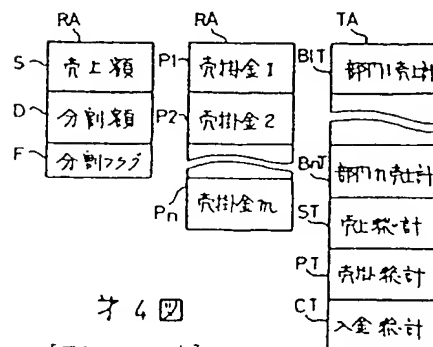 RA
S 売上額
D 分割額
F 分割フラグ
RA
P1 売掛金1
P2 売掛金2
Pn 売掛金m
TA
B1T 部門1売上計
BnT 部門n売上計
ST 売上総計
PT 売掛総計
CT 入金総計
才4図